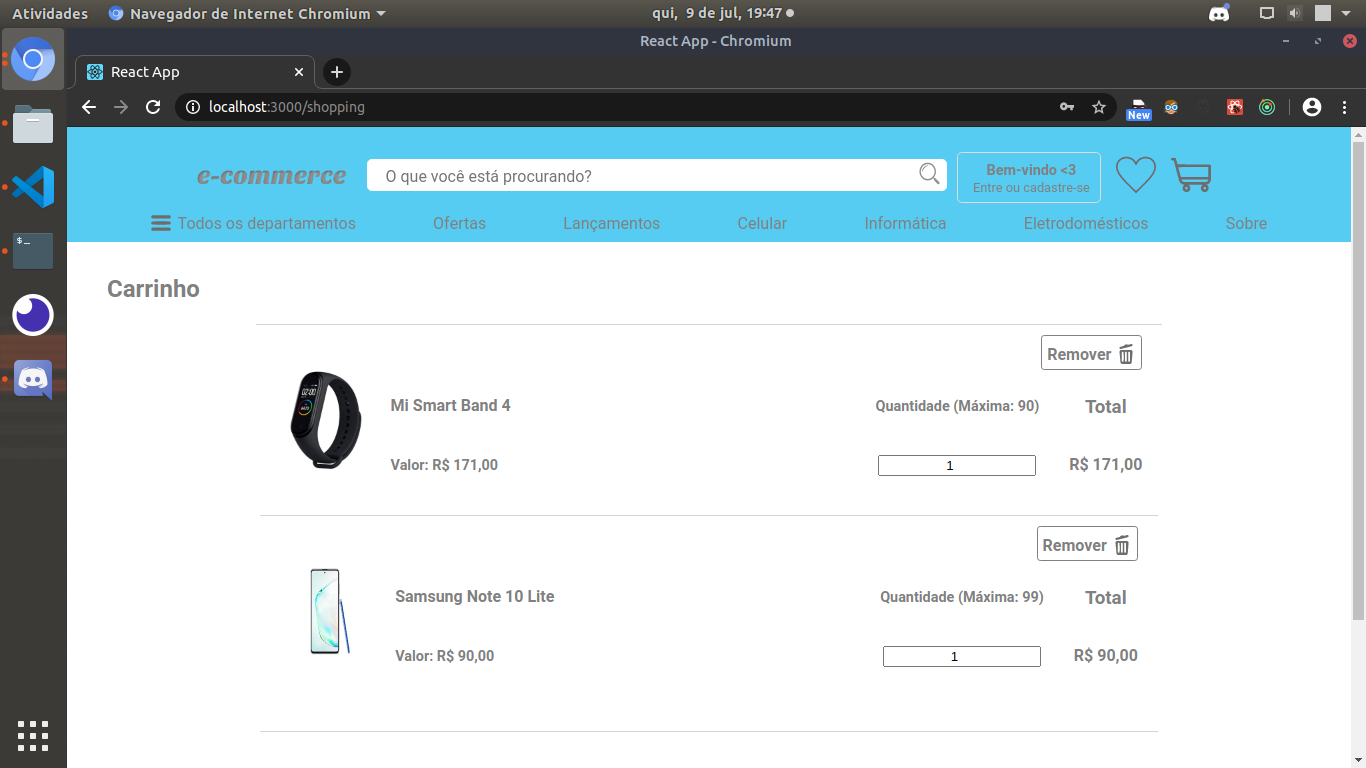 Atividades Navegador de Internet Chromium qui, 9 de jul, 19:47
React App - Chromium
React App
localhost:3000/shopping
New
e-commerce
O que você está procurando?
Bem-vindo <3
Entre ou cadastre-se
Todos os departamentos Ofertas Lançamentos Celular Informática Eletrodomésticos Sobre
Carrinho
Remover
Mi Smart Band 4 Quantidade (Máxima: 90) Total
Valor: R$ 171,00 1 R$ 171,00
Remover
Samsung Note 10 Lite Quantidade (Máxima: 99) Total
Valor: R$ 90,00 1 R$ 90,00